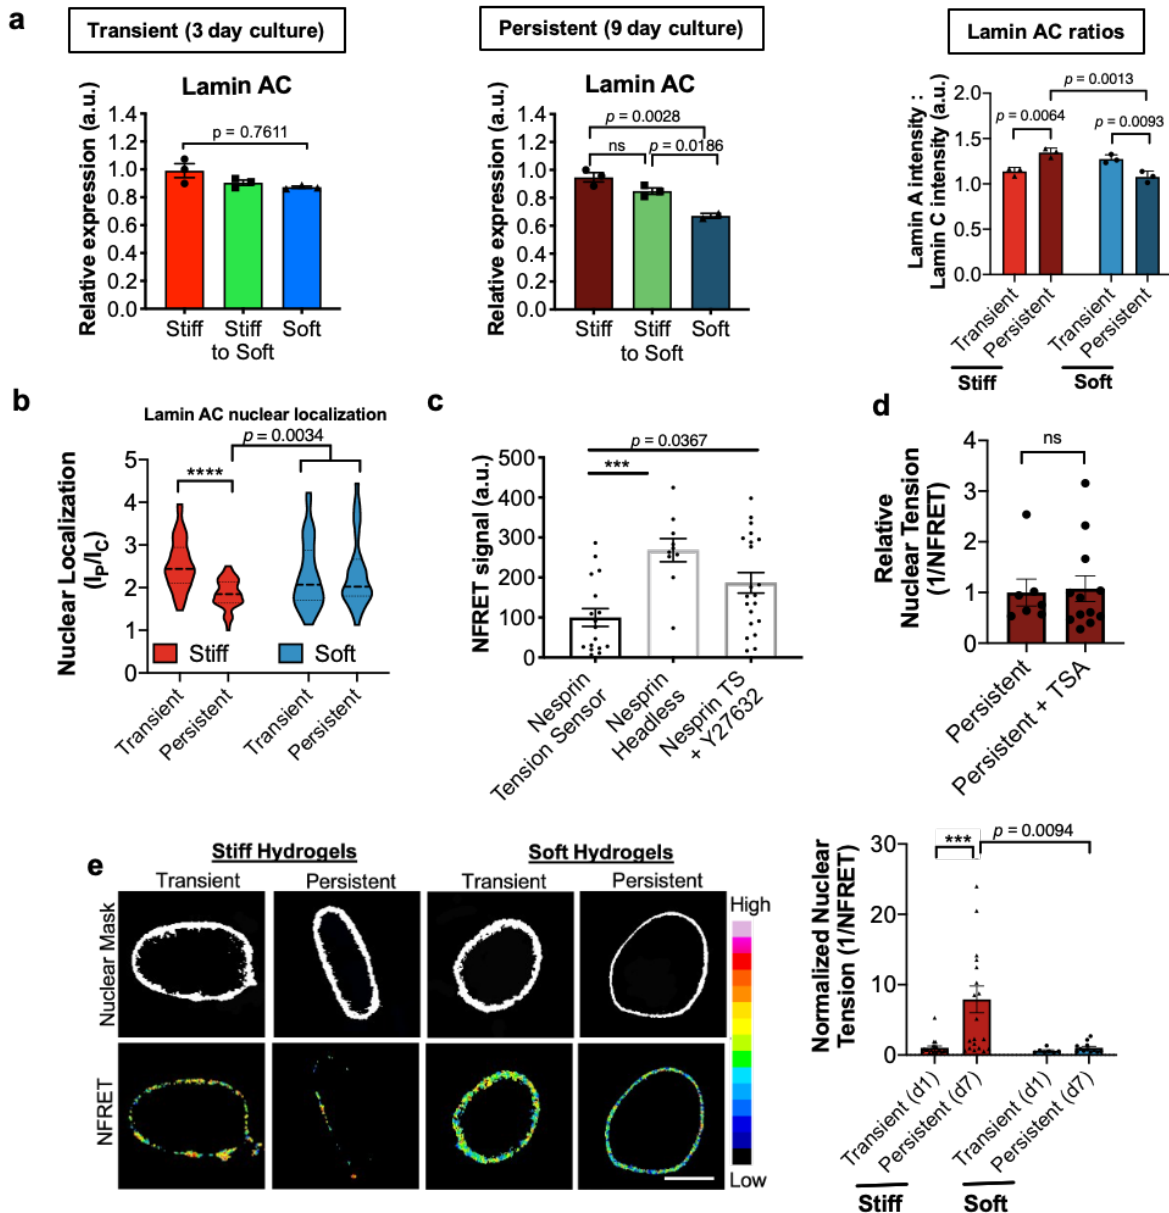 a
Transient (3 day culture)
Persistent (9 day culture)
Lamin AC ratios
Lamin AC
Relative expression (a.u.)
1.4
1.2
1.0
0.8
0.6
0.4
0.2
0.0
p = 0.7611
Stiff
Stiff
to Soft
Soft
Lamin AC
Relative expression (a.u.)
1.4
1.2
1.0
0.8
0.6
0.4
0.2
0.0
p = 0.0028
ns
p = 0.0186
Stiff
Stiff
to Soft
Soft
Lamin A intensity :
Lamin C intensity (a.u.)
2.0
1.5
1.0
0.5
0.0
p = 0.0013
p = 0.0064
p = 0.0093
Transient
Persistent
Transient
Persistent
Stiff
Soft
b
Lamin AC nuclear localization
p = 0.0034
****
Nuclear Localization
(IP/IC)
5
4
3
2
1
0
Stiff
Soft
Transient
Persistent
Transient
Persistent
c
p = 0.0367
***
NFRET signal (a.u.)
500
400
300
200
100
0
Nesprin
Tension Sensor
Nesprin
Headless
Nesprin TS
+ Y27632
d
ns
Relative
Nuclear Tension
(1/NFRET)
4
3
2
1
0
Persistent
Persistent + TSA
e
Stiff Hydrogels
Soft Hydrogels
Transient
Persistent
Transient
Persistent
Nuclear Mask
NFRET
High
Low
Normalized Nuclear
Tension (1/NFRET)
30
20
10
0
***
p = 0.0094
Transient (d1)
Persistent (d7)
Transient (d1)
Persistent (d7)
Stiff
Soft